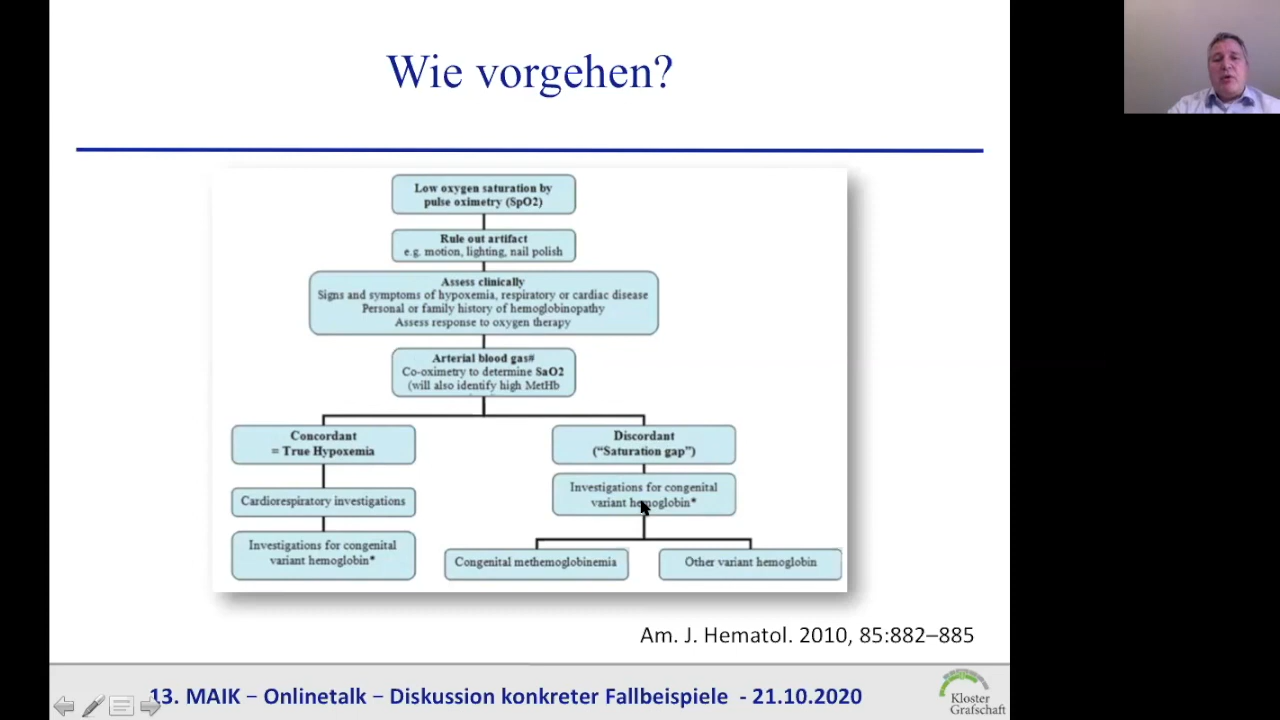 Wie vorgehen?
Low oxygen saturation by
pulse oximetry (SpO2)
Rule out artifact
e.g. motion, lighting, nail polish
Assess clinically
Signs and symptoms of hypoxemia, respiratory or cardiac disease
Personal or family history of hemoglobinopathy
Assess response to oxygen therapy
Arterial blood gas#
Co-oximetry to determine SaO2
(will also identify high MetHb
Concordant
= True Hypoxemia
Cardiorespiratory investigations
Investigations for congenital
variant hemoglobin*
Discordant
(“Saturation gap”)
Investigations for congenital
variant hemoglobin*
Congenital methemoglobinemia
Other variant hemoglobin
Am. J. Hematol. 2010, 85:882–885
13. MAIK – Onlinetalk – Diskussion konkreter Fallbeispiele - 21.10.2020
Kloster
Grafschaft